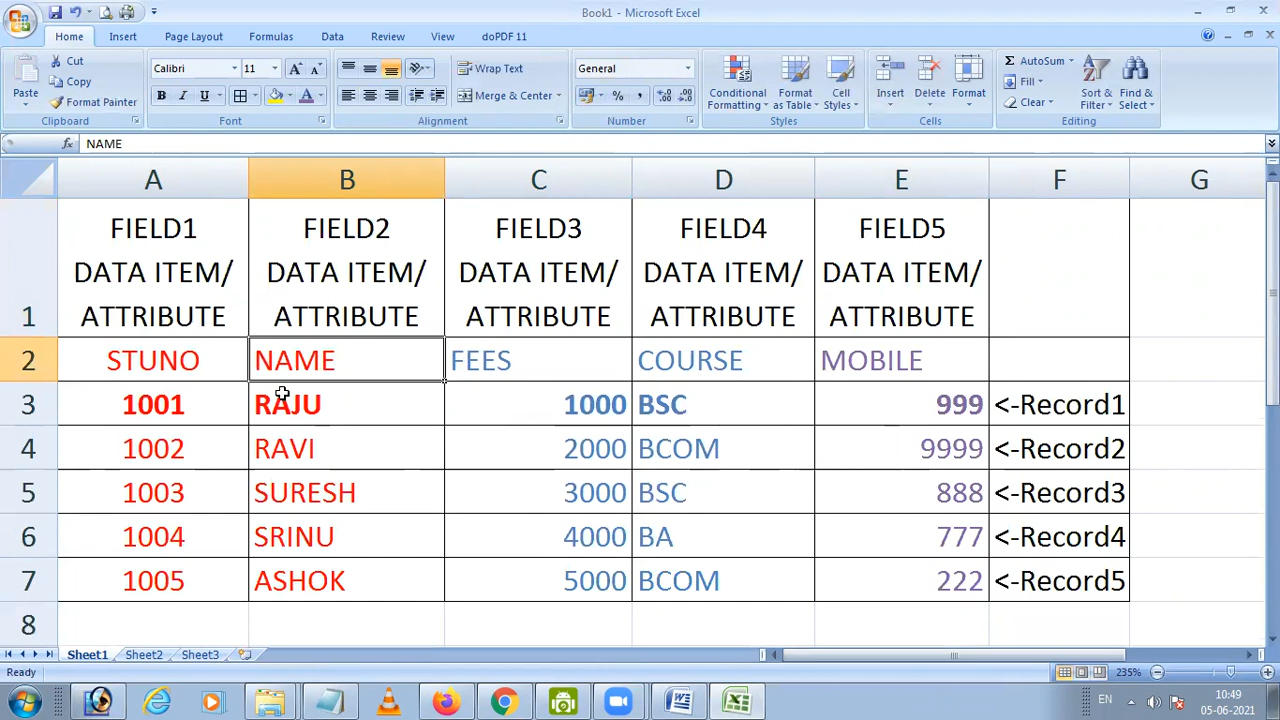 Book1 - Microsoft Excel
Home Insert Page Layout Formulas Data Review View doPDF 11
Cut
Copy
Format Painter
Paste
Clipboard
Calibri 11
B I U A
Font
Wrap Text
Merge & Center
Alignment
General
% ,
Number
Conditional Formatting
Format as Table
Cell Styles
Styles
Insert Delete Format
Cells
Σ AutoSum
Fill
Clear
Sort & Filter
Find & Select
Editing
fx NAME
A B C D E F G
1
FIELD1 DATA ITEM/ ATTRIBUTE
FIELD2 DATA ITEM/ ATTRIBUTE
FIELD3 DATA ITEM/ ATTRIBUTE
FIELD4 DATA ITEM/ ATTRIBUTE
FIELD5 DATA ITEM/ ATTRIBUTE
2 STUNO NAME FEES COURSE MOBILE
3 1001 RAJU 1000 BSC 999 <-Record1
4 1002 RAVI 2000 BCOM 9999 <-Record2
5 1003 SURESH 3000 BSC 888 <-Record3
6 1004 SRINU 4000 BA 777 <-Record4
7 1005 ASHOK 5000 BCOM 222 <-Record5
8
Sheet1 Sheet2 Sheet3
Ready 235%
EN 10:49
05-06-2021